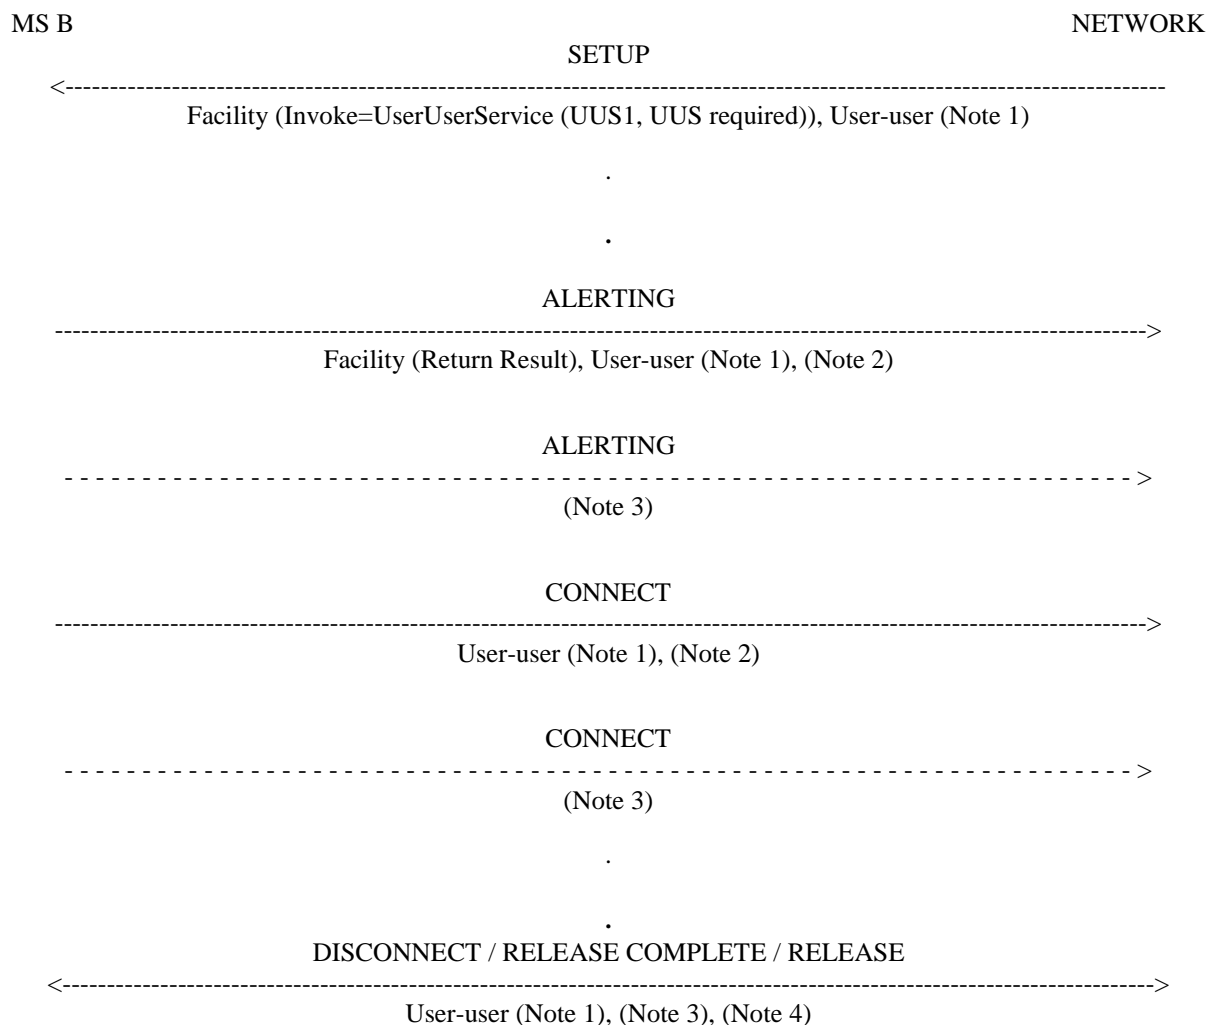 MS B NETWORK
SETUP
<------------------------------------------------------------------------------------------------------------------------------
Facility (Invoke=UserUserService (UUS1, UUS required)), User-user (Note 1)
.
.
ALERTING
----------------------------------------------------------------------------------------------------------------------------->
Facility (Return Result), User-user (Note 1), (Note 2)
ALERTING
- - - - - - - - - - - - - - - - - - - - - - - - - - - - - - - - - - - - - - - - - - - - - - - - - - - - - - - - - - - - - - - - - - - - - >
(Note 3)
CONNECT
----------------------------------------------------------------------------------------------------------------------------->
User-user (Note 1), (Note 2)
CONNECT
- - - - - - - - - - - - - - - - - - - - - - - - - - - - - - - - - - - - - - - - - - - - - - - - - - - - - - - - - - - - - - - - - - - - - >
(Note 3)
.
.
DISCONNECT / RELEASE COMPLETE / RELEASE
<----------------------------------------------------------------------------------------------------------------------------->
User-user (Note 1), (Note 3), (Note 4)